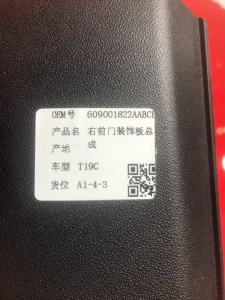 OEM号 609001822AABCH
产品名 右前门装饰板总
成
产地
车型 T19C
货位 A1-4-3